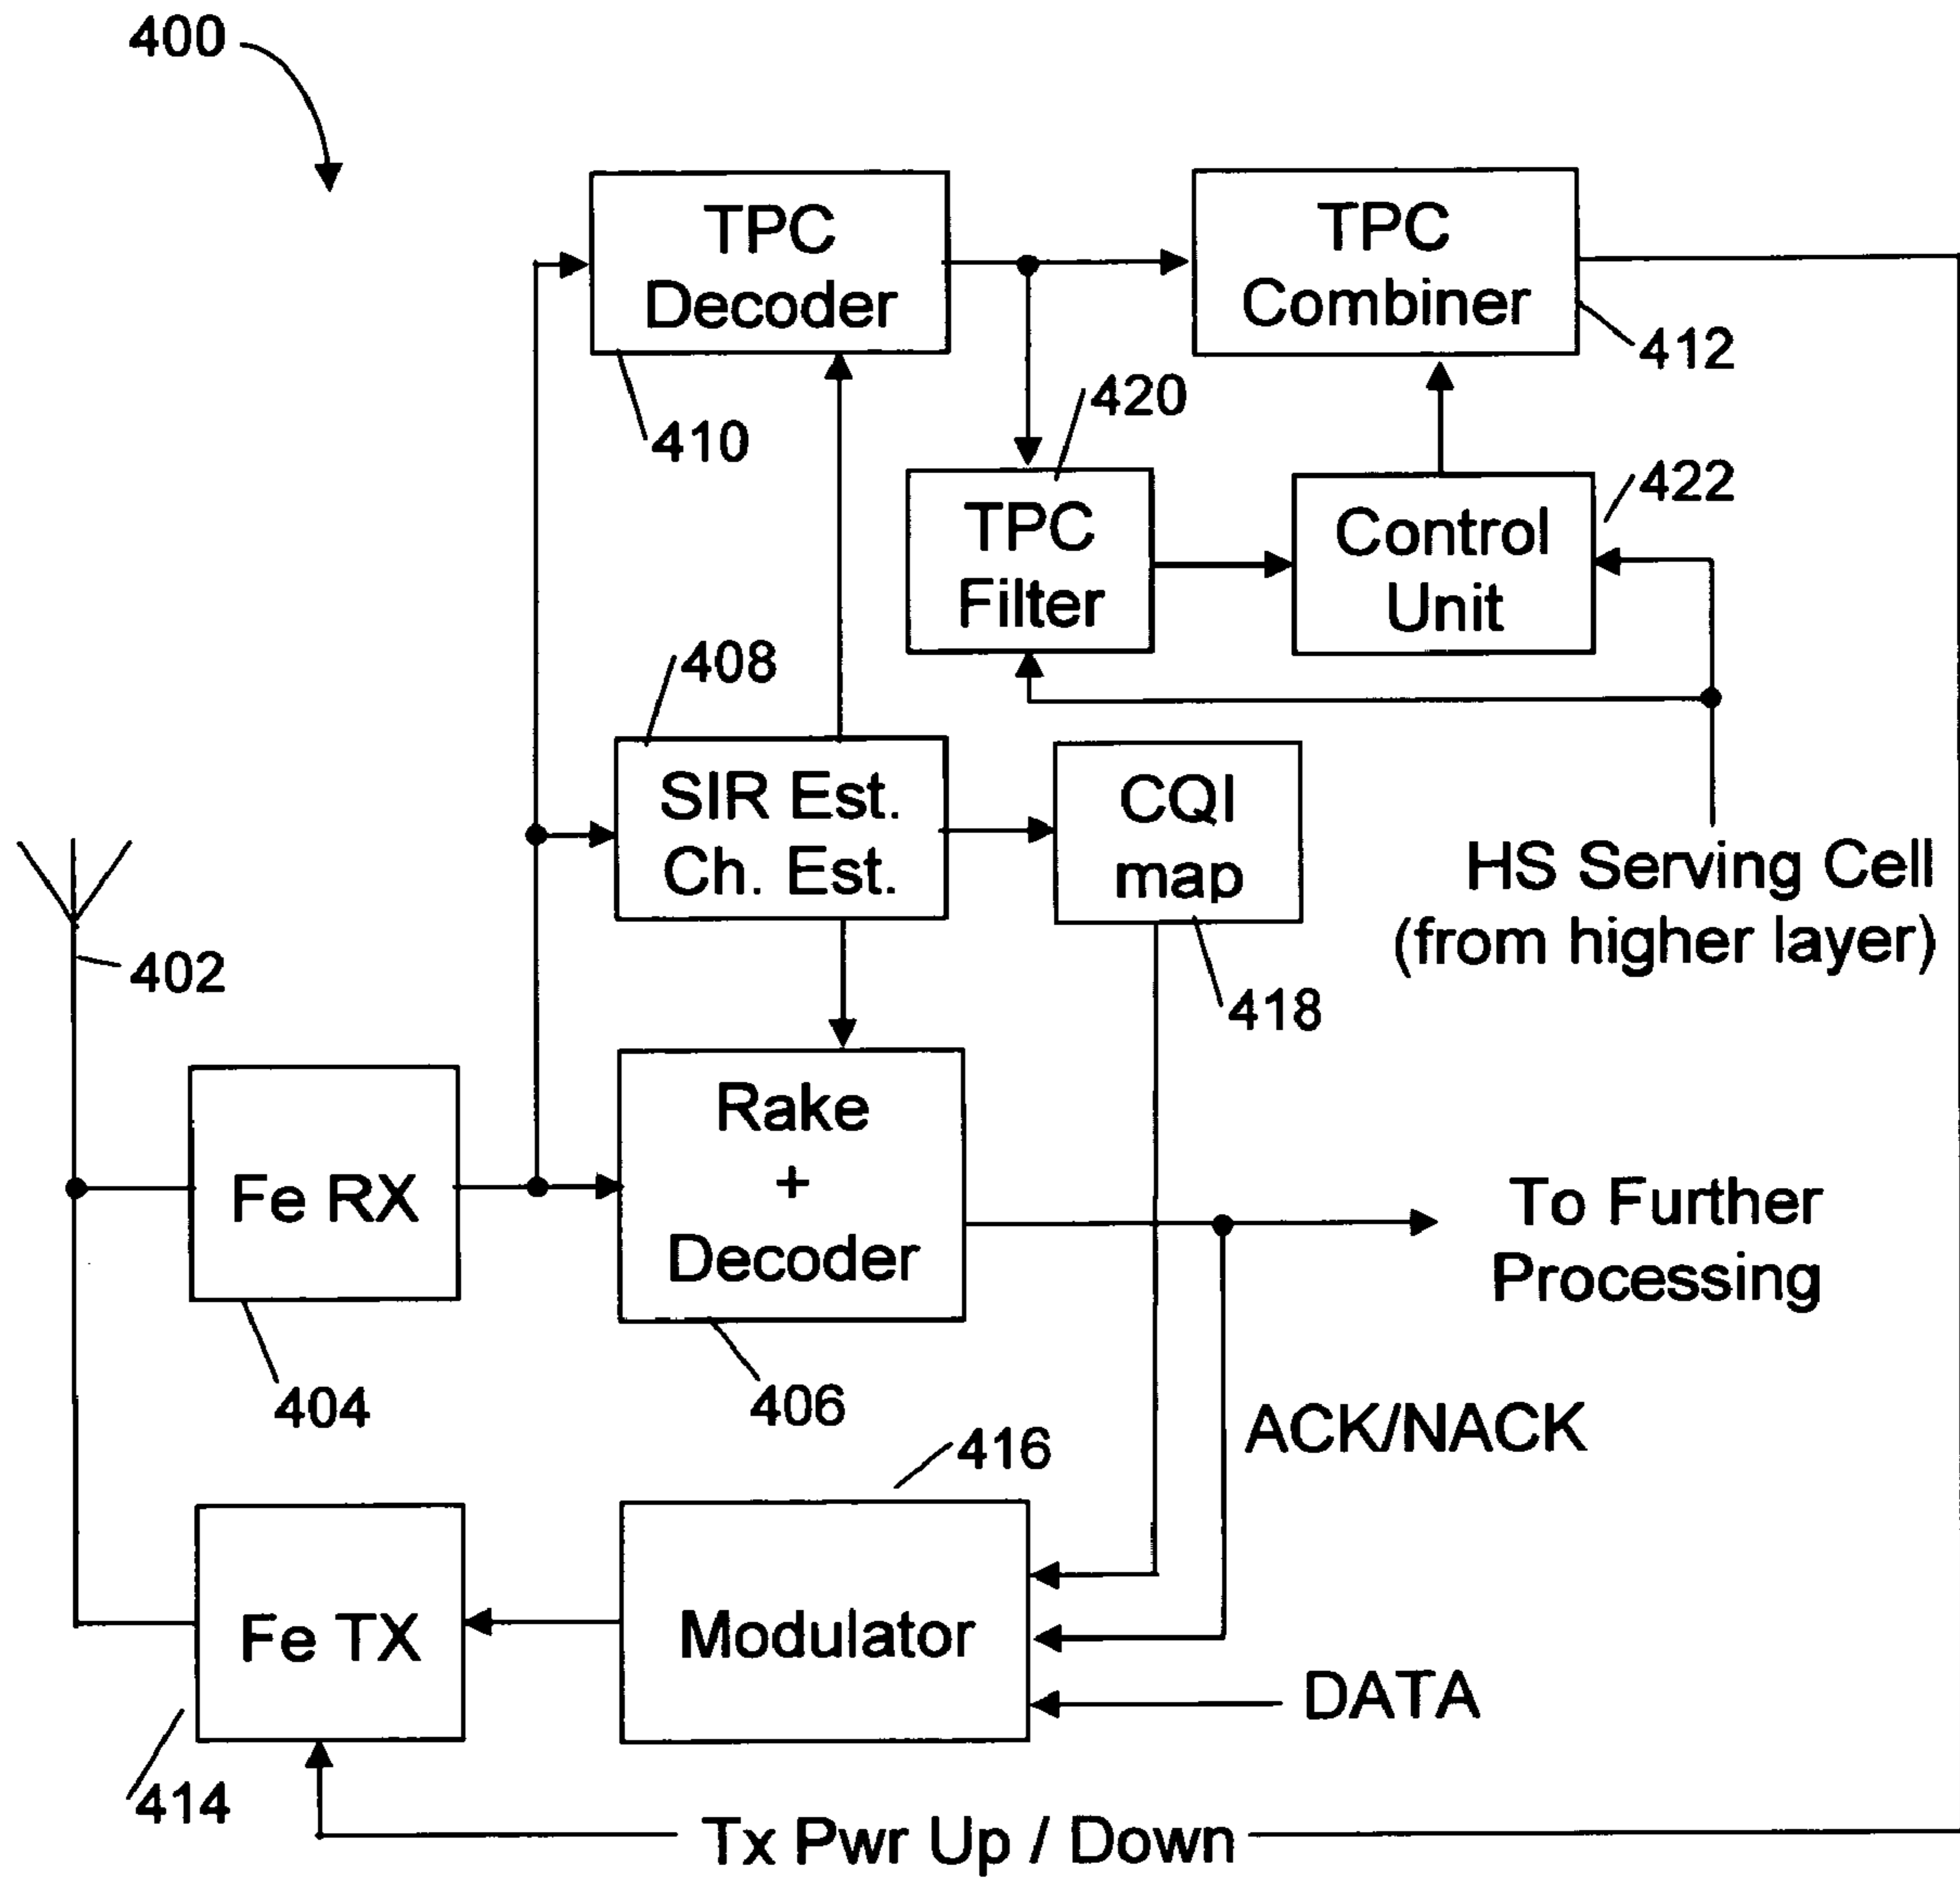 400
TPC
Decoder
TPC
Combiner
412
420
410
422
TPC
Filter
Control
Unit
408
SIR Est.
Ch. Est.
CQI
map
HS Serving Cell
(from higher layer)
402
418
Rake
+
Decoder
Fe RX
To Further
Processing
404
406
ACK/NACK
416
Fe TX
Modulator
DATA
414
Tx Pwr Up / Down